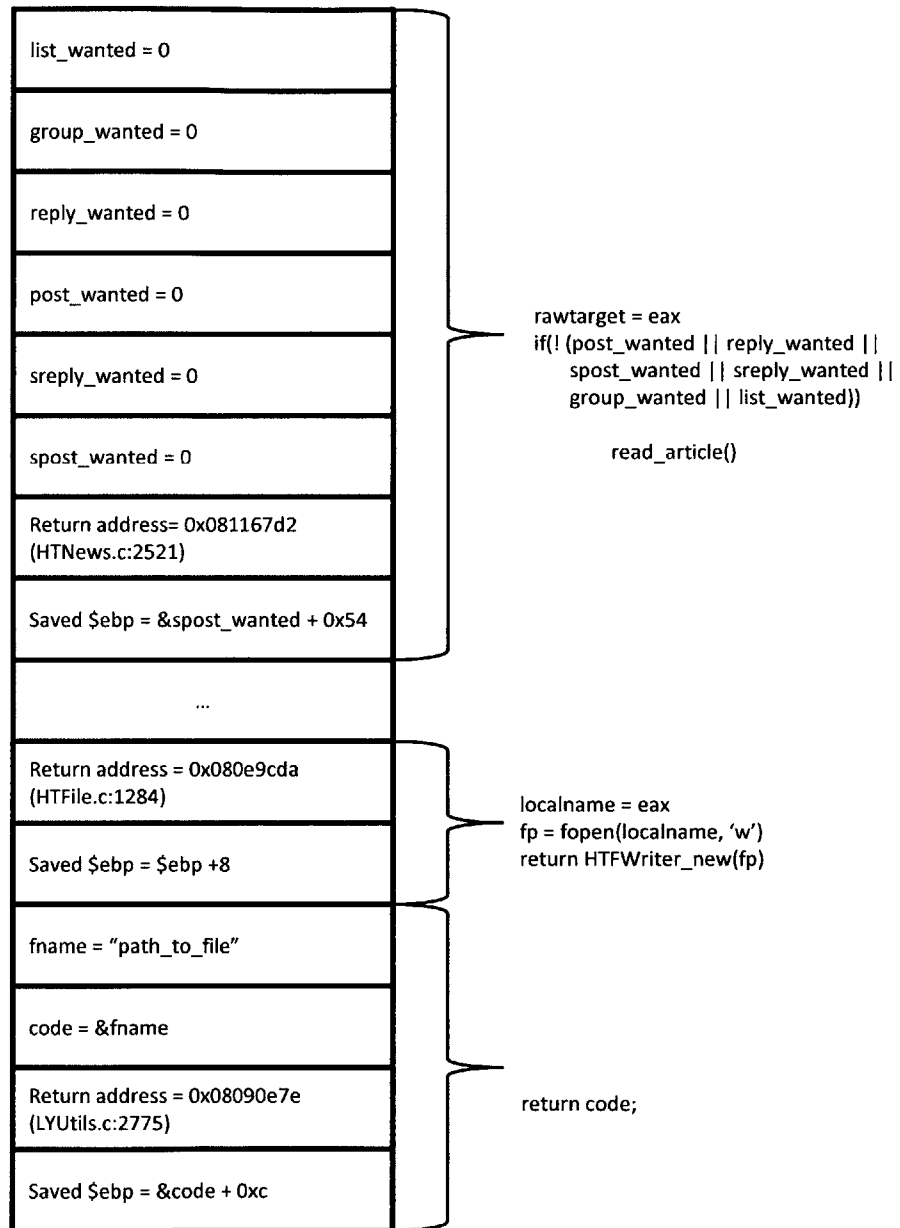 list_wanted = 0
group_wanted = 0
reply_wanted = 0
post_wanted = 0
sreply_wanted = 0
spost_wanted = 0
Return address= 0x081167d2
(HTNews.c:2521)
Saved $ebp = &spost_wanted + 0x54
rawtarget = eax
if(! (post_wanted || reply_wanted ||
spost_wanted || sreply_wanted ||
group_wanted || list_wanted))
read_article()
...
Return address = 0x080e9cda
(HTFile.c:1284)
Saved $ebp = $ebp +8
localname = eax
fp = fopen(localname, ‘w’)
return HTFWriter_new(fp)
fname = “path_to_file”
code = &fname
Return address = 0x08090e7e
(LYUtils.c:2775)
Saved $ebp = &code + 0xc
return code;